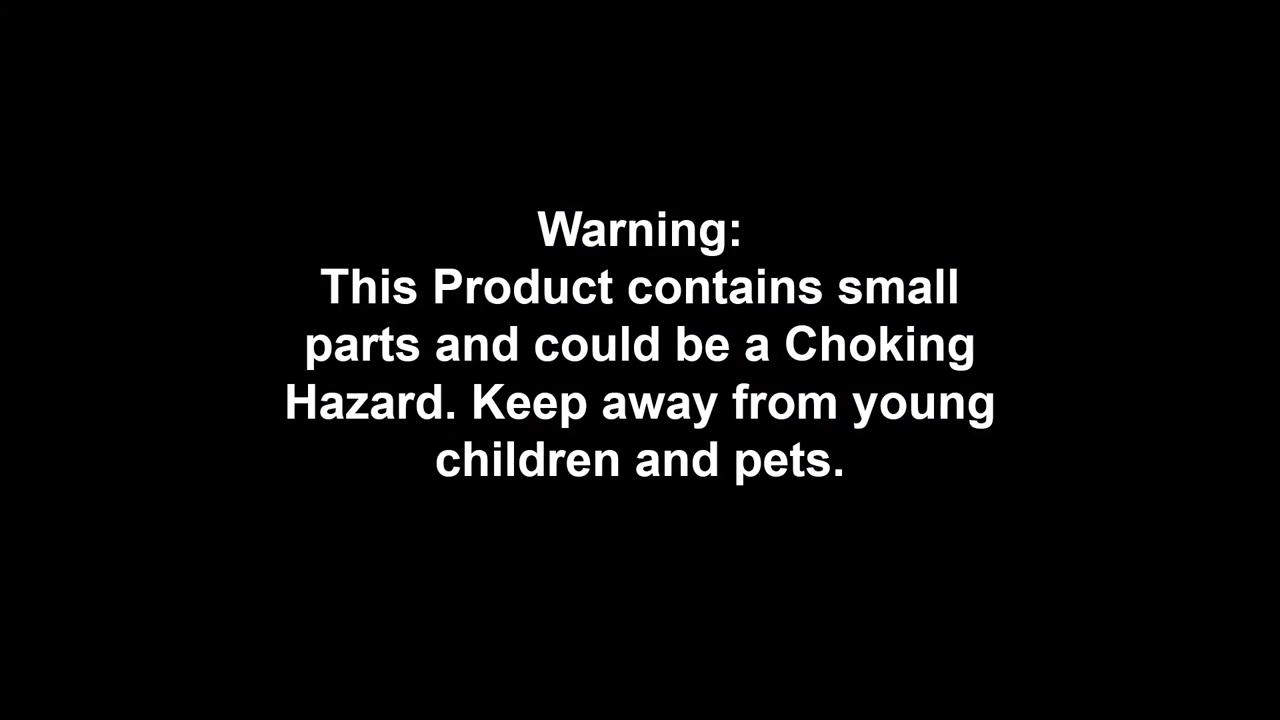 Warning:
This Product contains small
parts and could be a Choking
Hazard. Keep away from young
children and pets.